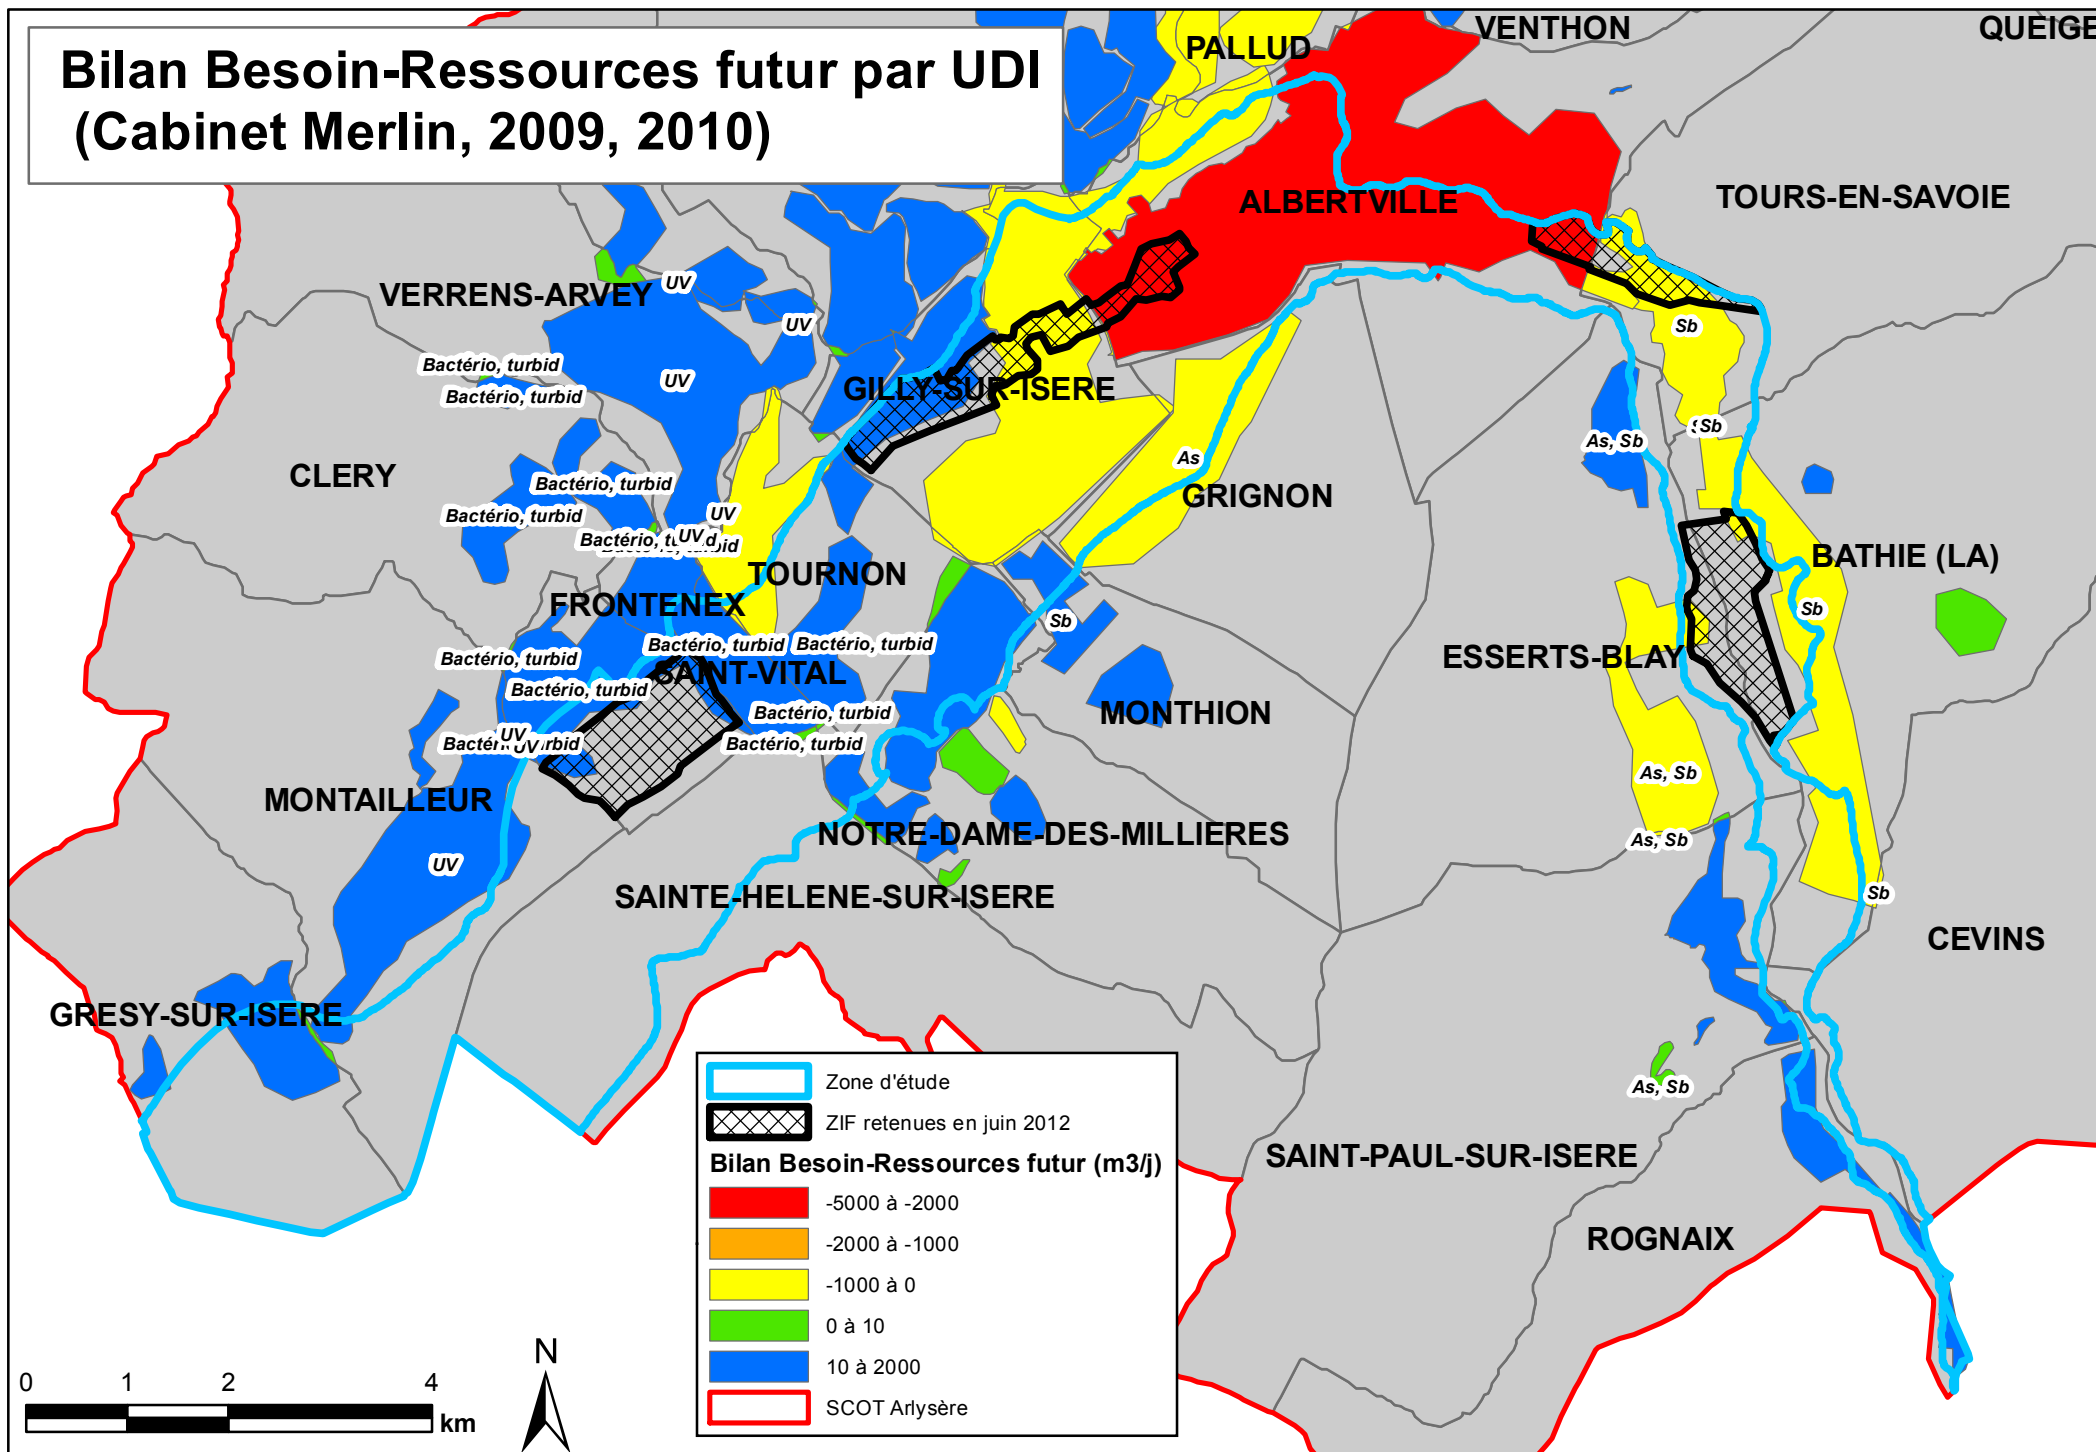 Bilan Besoin-Ressources futur par UDI
(Cabinet Merlin, 2009, 2010)
VENTHON
QUEIGE
PALLUD
ALBERTVILLE
TOURS-EN-SAVOIE
VERRENS-ARVEY
UV
UV
Sb
Bactério, turbid
UV
Bactério, turbid
GILLY-SUR-ISERE
Sb
As, Sb
As
CLERY
Bactério, turbid
GRIGNON
Bactério, turbid
UV
UV
BATHIE (LA)
TOURNON
FRONTENEX
Sb
Sb
Bactério, turbid
Bactério, turbid
Bactério, turbid
ESSERTS-BLAY
SAINT-VITAL
Bactério, turbid
MONTHION
Bactério, turbid
UV
UV
Bactério, turbid
As, Sb
MONTAILLEUR
NOTRE-DAME-DES-MILLIERES
As, Sb
UV
SAINTE-HELENE-SUR-ISERE
Sb
CEVINS
GRESY-SUR-ISERE
As, Sb
SAINT-PAUL-SUR-ISERE
ROGNAIX
Zone d'étude
ZIF retenues en juin 2012
Bilan Besoin-Ressources futur (m3/j)
-5000 à -2000
-2000 à -1000
-1000 à 0
0 à 10
10 à 2000
SCOT Arlysère
N
0 1 2 4
km